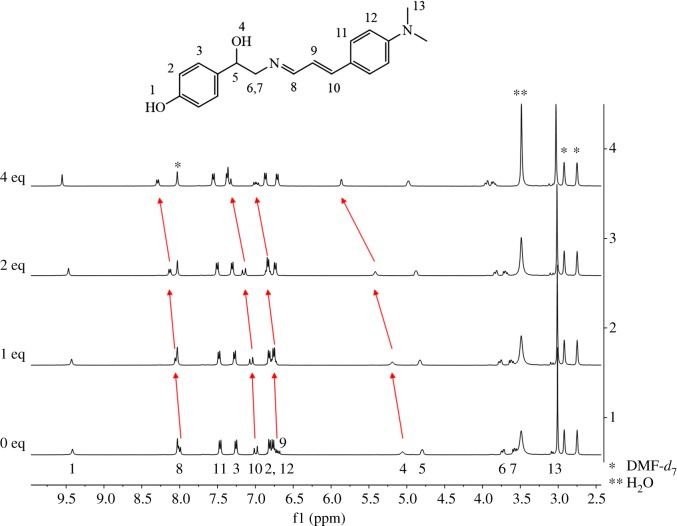 13
N
12
11
4
OH
9
3
2
N
5
1
6,7
8
10
HO
**
4 eq
*
* *
4
3
2 eq
2
1 eq
1
0 eq
9
1 8 11 3 10 2, 12 4 5 6 7 13
* DMF-d7
** H2O
9.5 9.0 8.5 8.0 7.5 7.0 6.5 6.0 5.5 5.0 4.5 4.0 3.5 3.0 2.5 2.4
f1 (ppm)